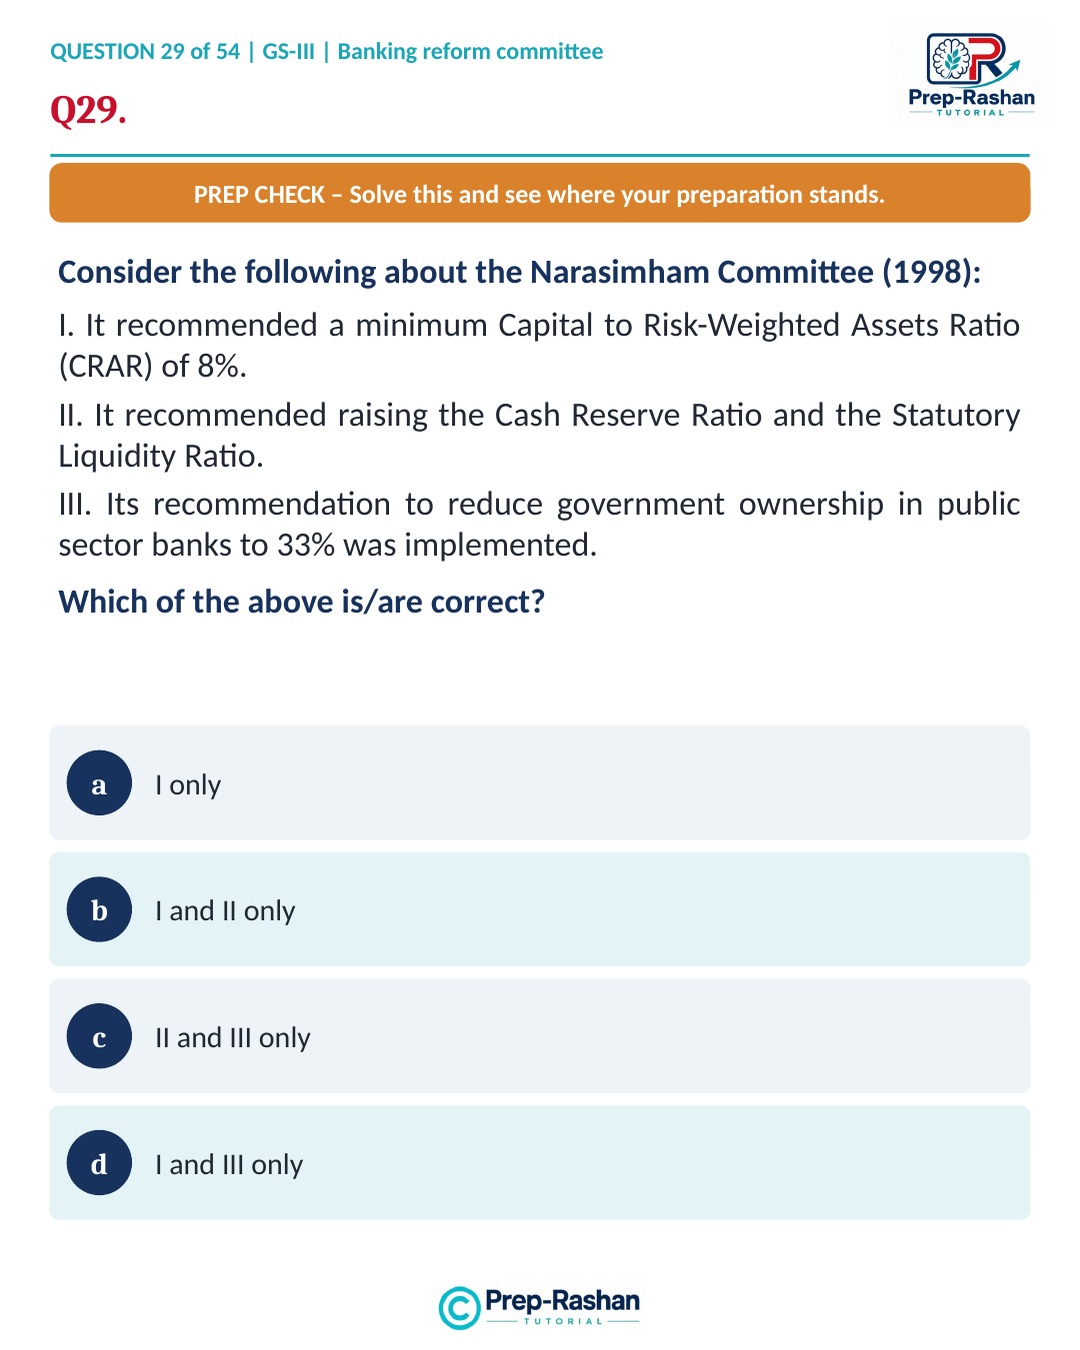 QUESTION 29 of 54 | GS-III | Banking reform committee
Prep-Rashan
TUTORIAL
Q29.
PREP CHECK – Solve this and see where your preparation stands.
Consider the following about the Narasimham Committee (1998):
I. It recommended a minimum Capital to Risk-Weighted Assets Ratio
(CRAR) of 8%.
II. It recommended raising the Cash Reserve Ratio and the Statutory
Liquidity Ratio.
III. Its recommendation to reduce government ownership in public
sector banks to 33% was implemented.
Which of the above is/are correct?
a I only
b I and II only
c II and III only
d I and III only
© Prep-Rashan
TUTORIAL